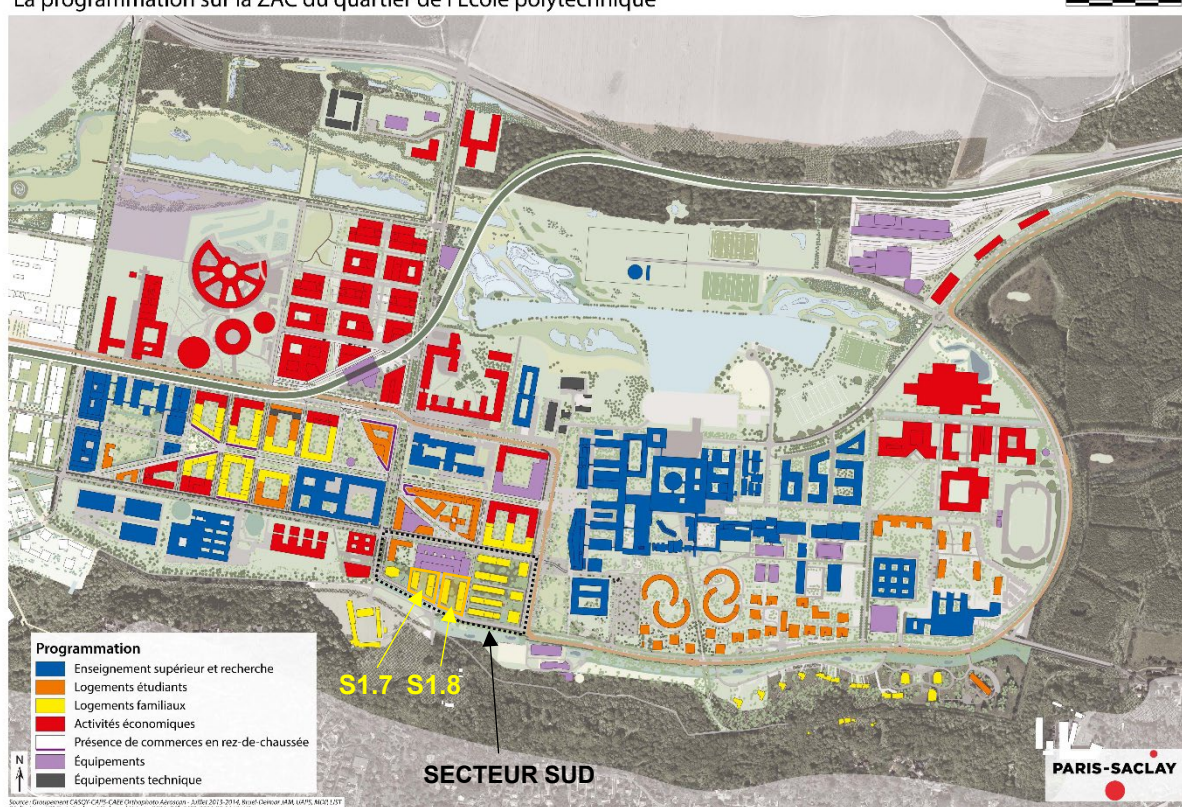 La programmation sur la ZAC du quartier de l'École polytechnique
S1.7 S1.8
Programmation
Enseignement supérieur et recherche
Logements étudiants
Logements familiaux
Activités économiques
Présence de commerces en rez-de-chaussée
Équipements
Équipements technique
N
SECTEUR SUD
PARIS-SACLAY